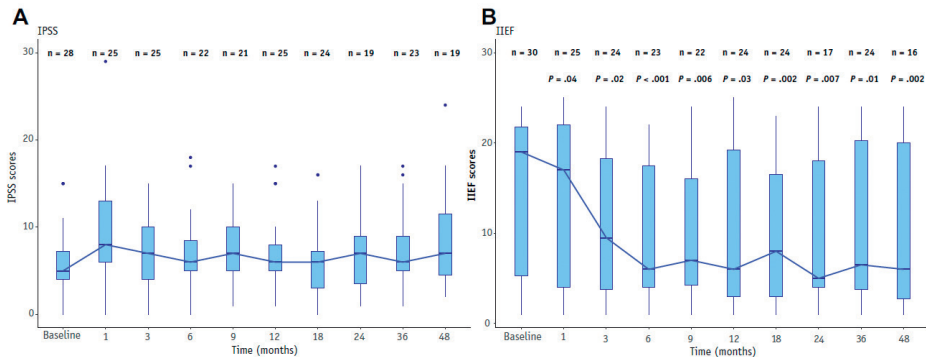 A
IPSS
n = 28 n = 25 n = 25 n = 22 n = 21 n = 25 n = 24 n = 19 n = 23 n = 19
30
20
10
0
IPSS scores
Baseline 1 3 6 9 12 18 24 36 48
Time (months)
B
IIEF
n = 30 n = 25 n = 24 n = 23 n = 22 n = 24 n = 24 n = 17 n = 24 n = 16
P = .04 P = .02 P < .001 P = .006 P = .03 P = .002 P = .007 P = .01 P = .002
30
20
10
0
IIEF scores
Baseline 1 3 6 9 12 18 24 36 48
Time (months)